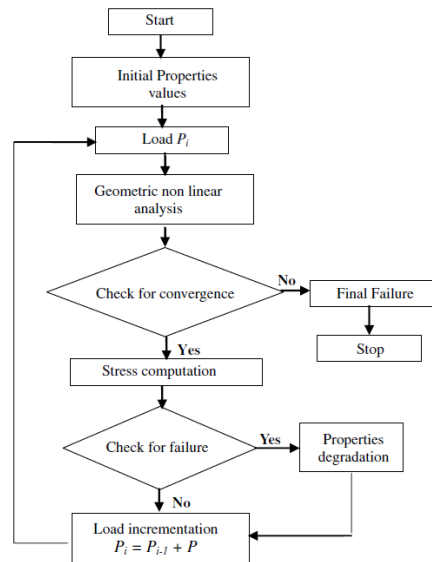 Start
Initial Properties
values
Load P_i
Geometric non linear
analysis
Check for convergence
No
Final Failure
Yes
Stop
Stress computation
Check for failure
Yes
Properties
degradation
No
Load incrementation
P_i = P_{i-1} + P